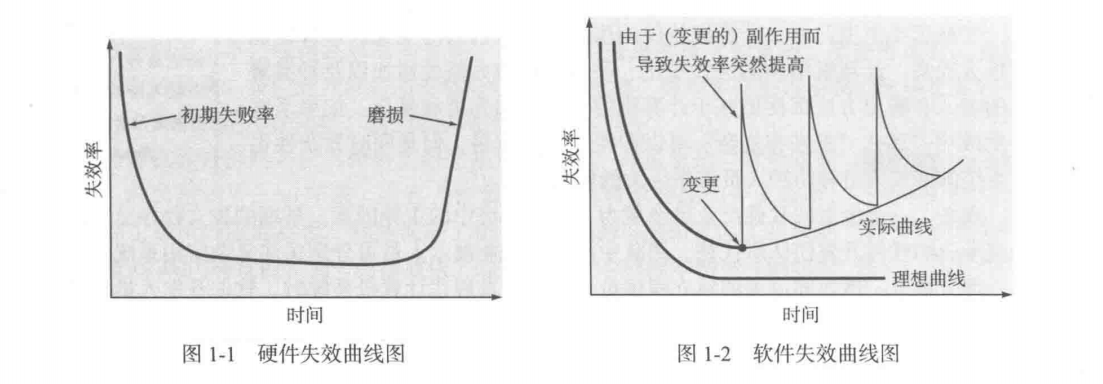 失效率
初期失败率
磨损
时间
图 1-1 硬件失效曲线图
失效率
由于（变更的）副作用而
导致失效率突然提高
变更
实际曲线
理想曲线
时间
图 1-2 软件失效曲线图